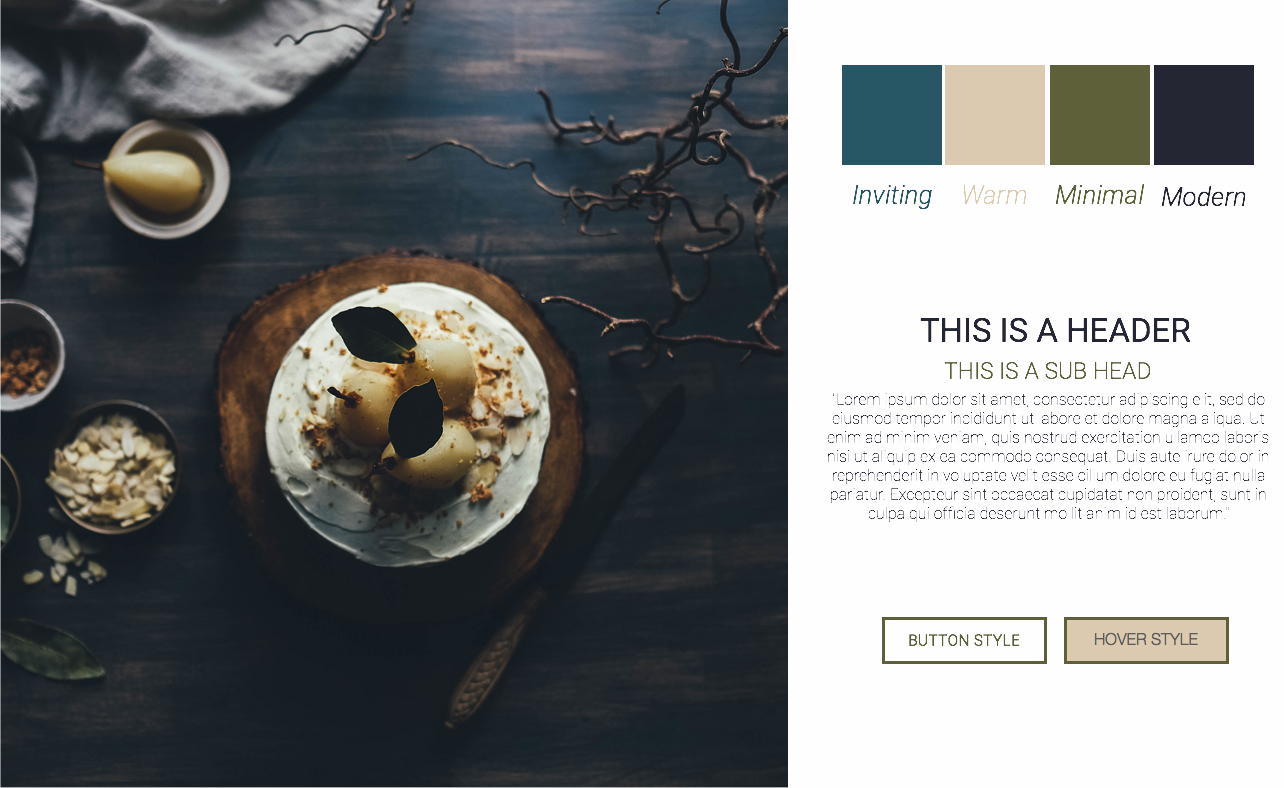 Inviting Warm Minimal Modern
THIS IS A HEADER
THIS IS A SUB HEAD
"Lorem ipsum dolor sit amet, consectetur adipiscing elit, sed do
eiusmod tempor incididunt ut labore et dolore magna aliqua. Ut
enim ad minim veniam, quis nostrud exercitation ullamco laboris
nisi ut aliquip ex ea commodo consequat. Duis aute irure dolor in
reprehenderit in voluptate velit esse cillum dolore eu fugiat nulla
pariatur. Excepteur sint occaecat cupidatat non proident, sunt in
culpa qui officia deserunt mollit anim id est laborum."
BUTTON STYLE HOVER STYLE